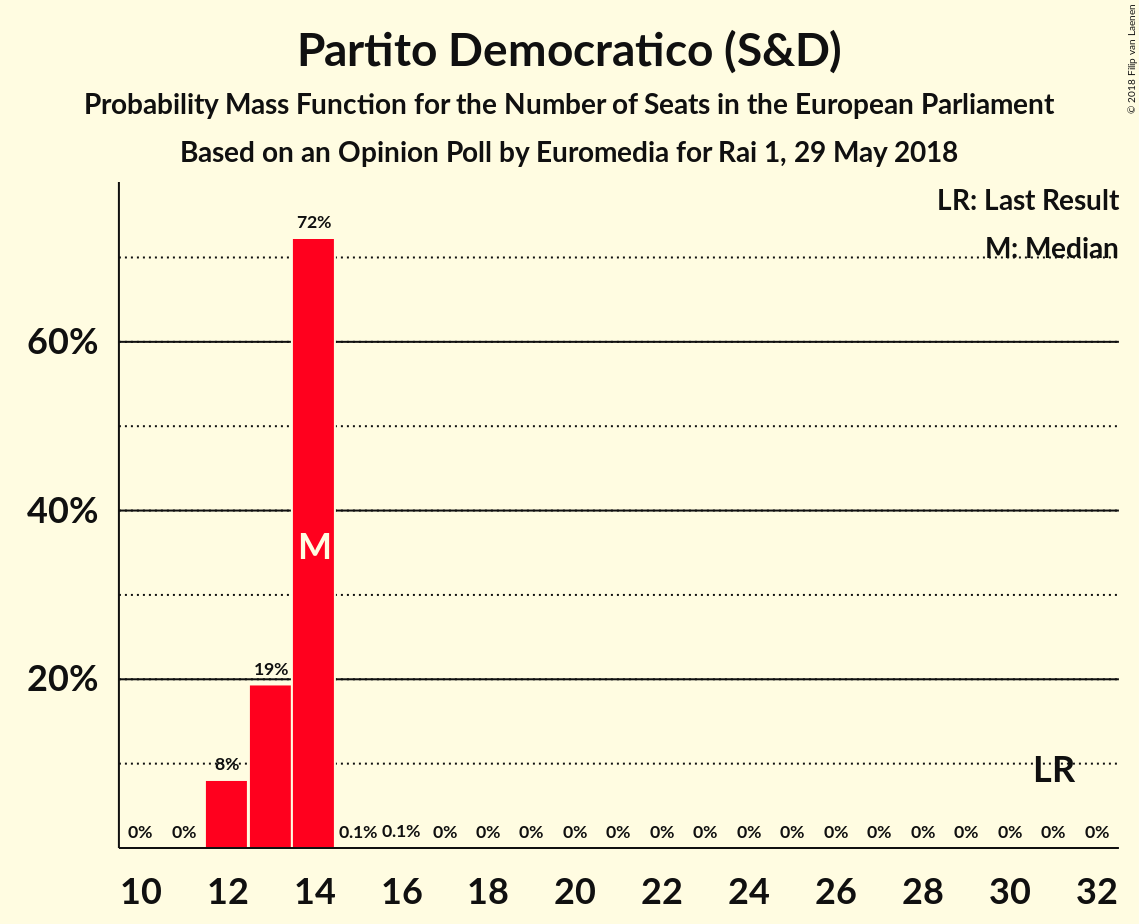 Partito Democratico (S&D)
Probability Mass Function for the Number of Seats in the European Parliament
Based on an Opinion Poll by Euromedia for Rai 1, 29 May 2018
© 2018 Filip van Laenen
LR: Last Result
M: Median
72%
60%
40%
M
20%
19%
8%
LR
0% 0% 0.1% 0.1% 0% 0% 0% 0% 0% 0% 0% 0% 0% 0% 0% 0% 0% 0% 0% 0%
10 12 14 16 18 20 22 24 26 28 30 32